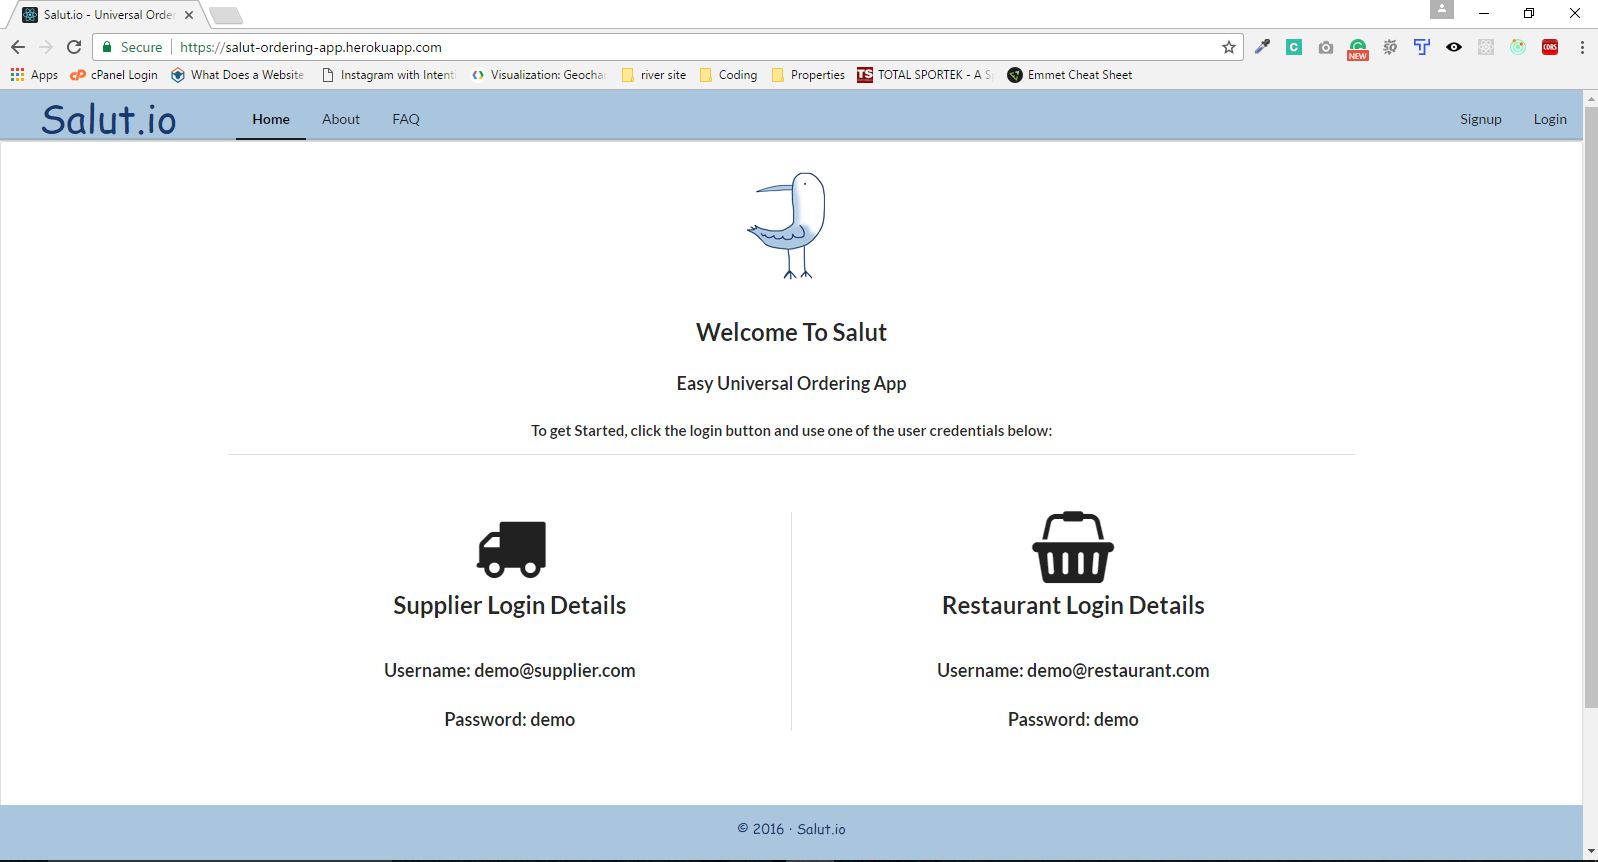 Salut.io - Universal Order
Secure https://salut-ordering-app.herokuapp.com
C
NEW
CORS
Apps cPanel Login What Does a Website Instagram with Intenti Visualization: Geochar river site Coding Properties TS TOTAL SPORTEK - A S Emmet Cheat Sheet
Salut.io Home About FAQ Signup Login
Welcome To Salut
Easy Universal Ordering App
To get Started, click the login button and use one of the user credentials below:
Supplier Login Details
Username: demo@supplier.com
Password: demo
Restaurant Login Details
Username: demo@restaurant.com
Password: demo
© 2016 · Salut.io